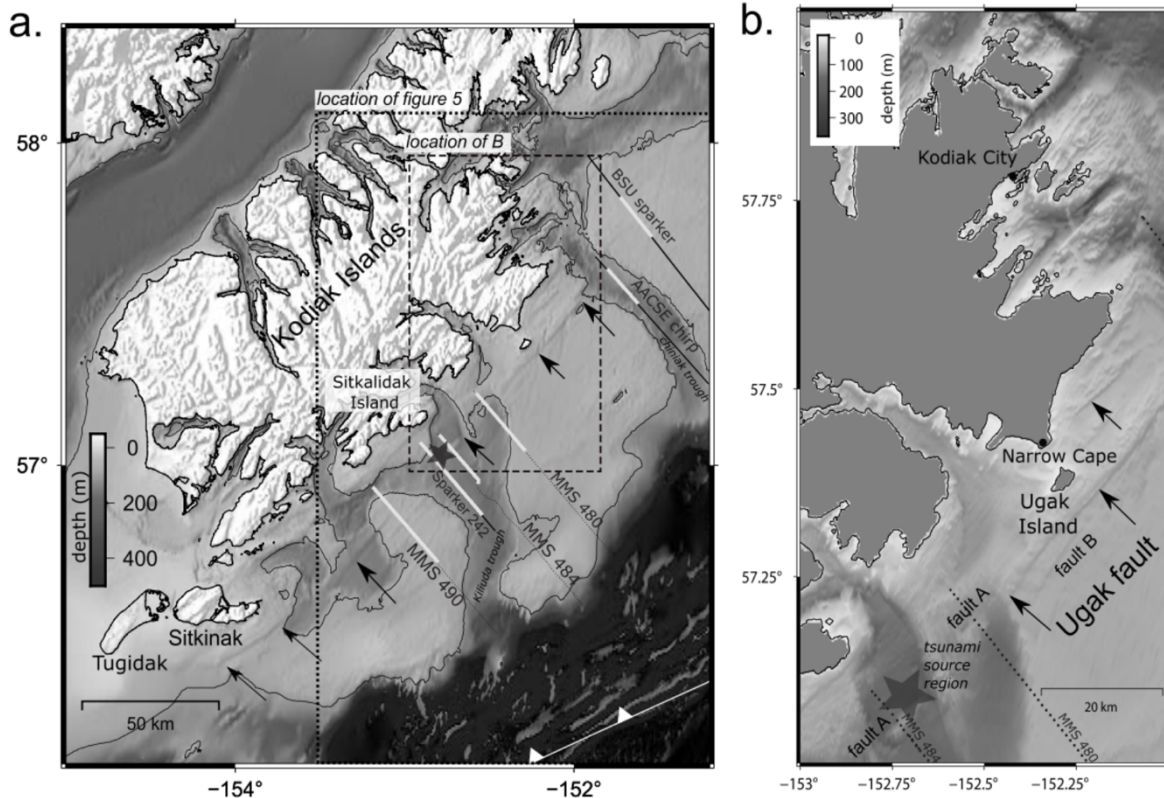 a.
location of figure 5
58°
location of B
BSU sparker
AACSE chirp
chiniak trough
Kodiak Islands
Sitkalidak
Island
57°
0
200
400
depth (m)
Sparker 242
MMS 480
MMS 484
MMS 490
Kiliuda trough
Sitkinak
Tugidak
50 km
−154°
−152°
b.
0
100
200
300
depth (m)
Kodiak City
57.75°
57.5°
Narrow Cape
Ugak
Island
fault B
Ugak fault
57.25°
fault A
tsunami
source
region
fault A
MMS 484
MMS 480
20 km
−153°
−152.75°
−152.5°
−152.25°